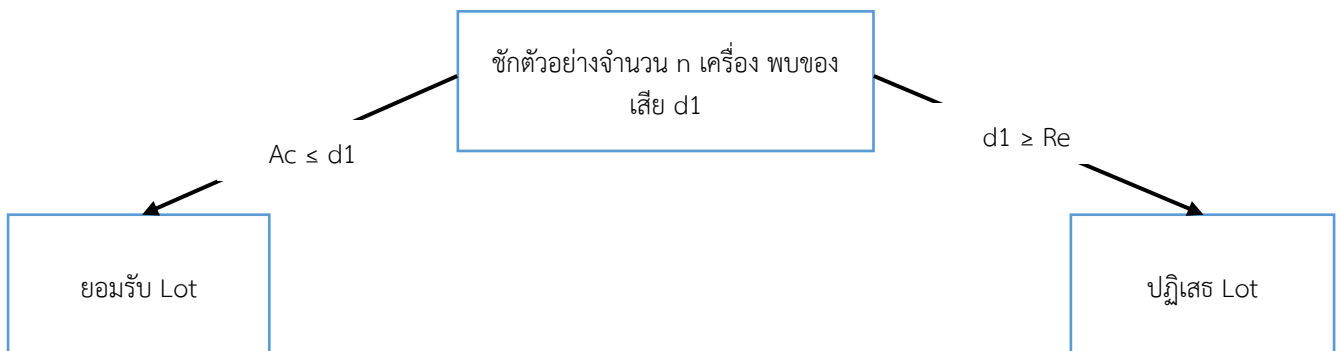 ชักตัวอย่างจำนวน n เครื่อง พบของ
เสีย d1
Ac ≤ d1
d1 ≥ Re
ยอมรับ Lot
ปฏิเสธ Lot